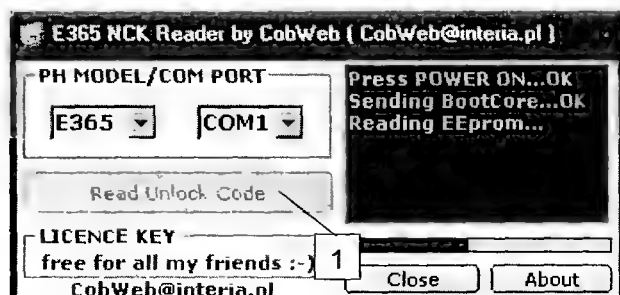 E365 NCK Reader by CobWeb ( CobWeb@interia.pl )
PH MODEL/COM PORT
E365 COM1
Press POWER ON...OK
Sending BootCore...OK
Reading EEprom...
Read Unlock Code
1
LICENCE KEY
free for all my friends :-)
CobWeb@interia.pl
Close About